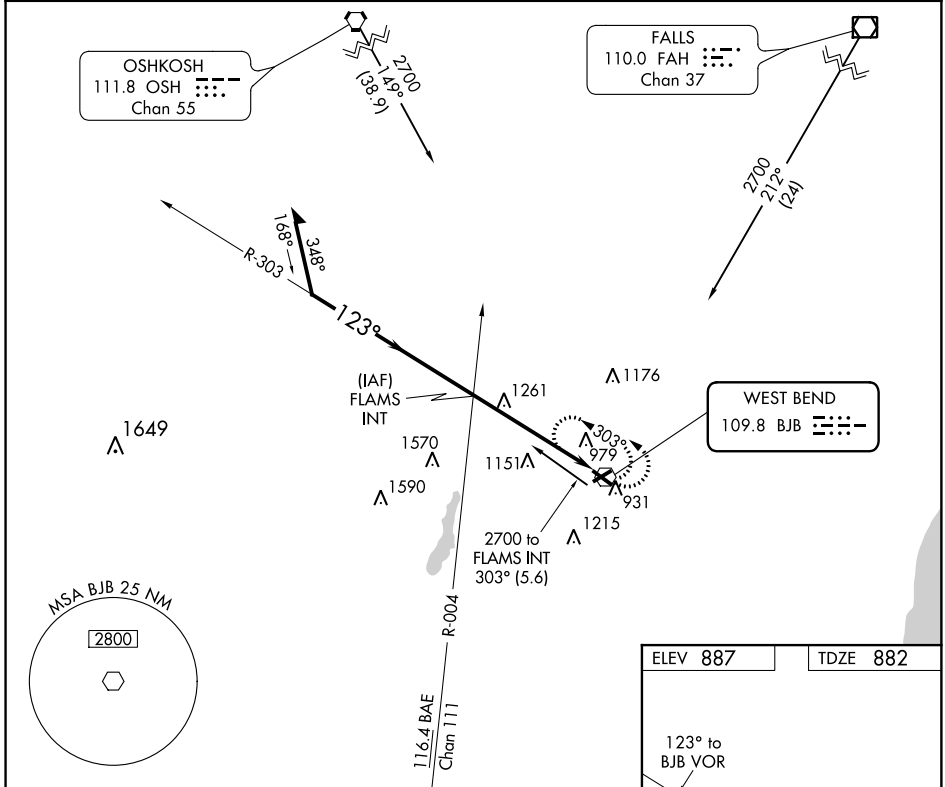 OSHKOSH
111.8 OSH
Chan 55
2700
149°
(38.9)
FALLS
110.0 FAH
Chan 37
2700
212°
(24)
R-303
168°
348°
123°
(IAF)
FLAMS
INT
1261
1176
WEST BEND
109.8 BJB
1649
1570
1590
1151
303°
979
931
1215
2700 to
FLAMS INT
303° (5.6)
MSA BJB 25 NM
2800
R-004
116.4 BAE
Chan 111
ELEV 887
TDZE 882
123° to
BJB VOR